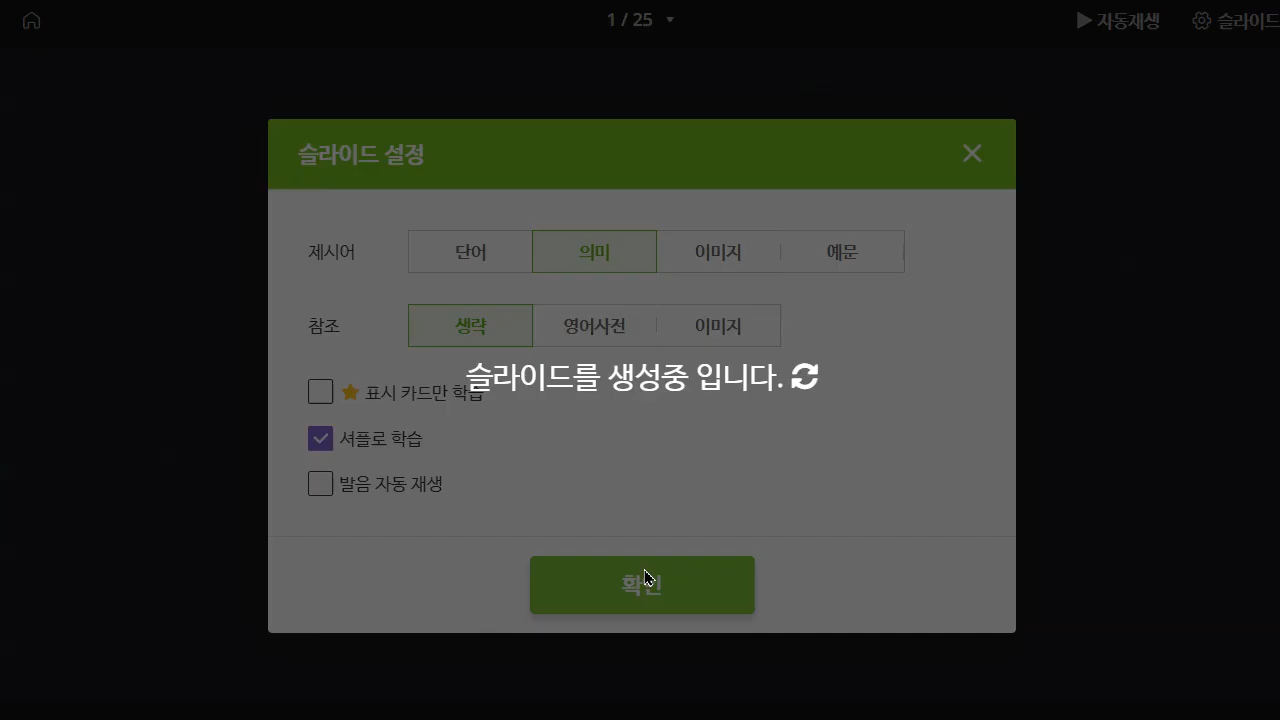 1 / 25
자동재생
슬라이드
슬라이드 설정
제시어
단어
의미
이미지
예문
참조
생략
영어사전
이미지
슬라이드를 생성중 입니다.
표시 카드만 학습
셔플로 학습
발음 자동 재생
확인